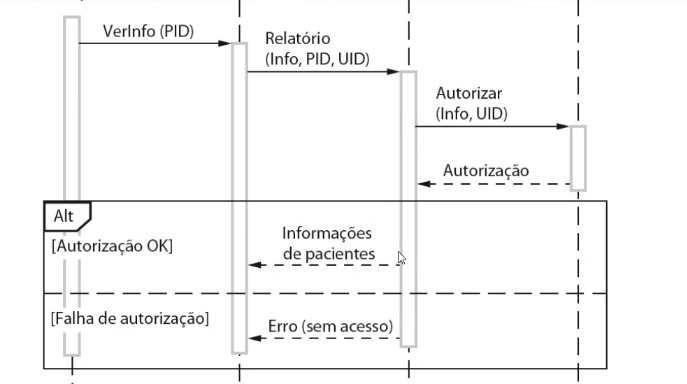 VerInfo (PID)
Relatório
(Info, PID, UID)
Autorizar
(Info, UID)
Autorização
Alt
[Autorização OK]
Informações
de pacientes
[Falha de autorização]
Erro (sem acesso)